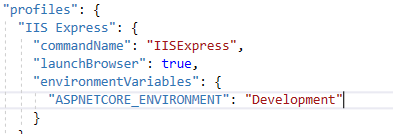 "profiles": {
"IIS Express": {
"commandName": "IISExpress",
"launchBrowser": true,
"environmentVariables": {
"ASPNETCORE_ENVIRONMENT": "Development"
}
}